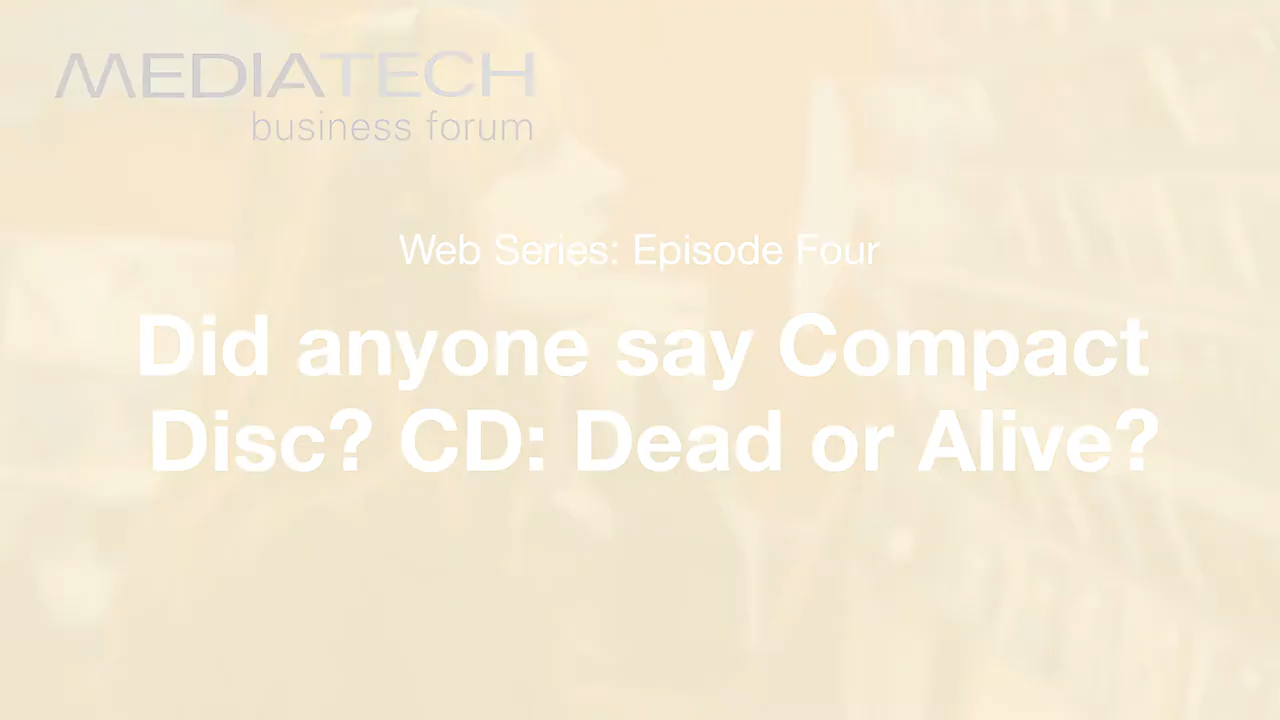 MEDIATECH
business forum
Web Series: Episode Four
Did anyone say Compact
Disc? CD: Dead or Alive?